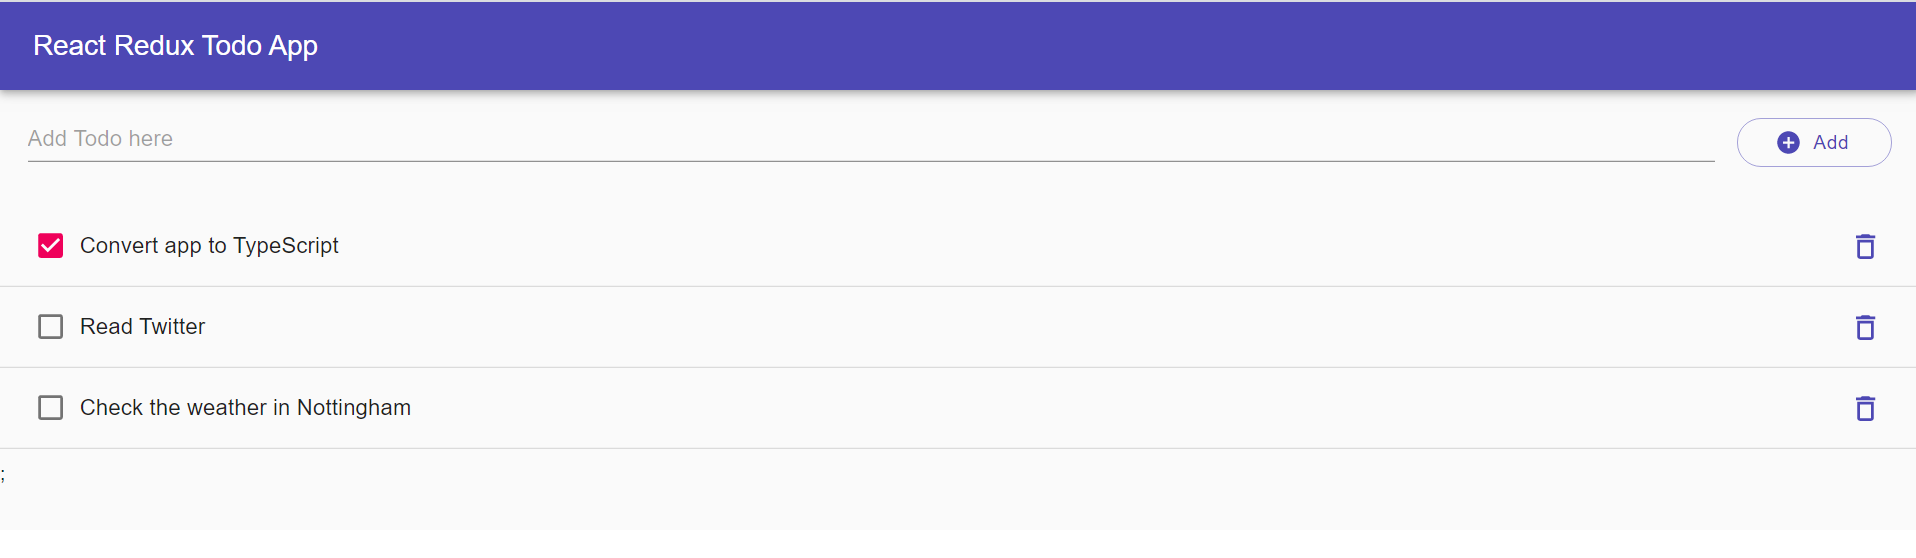 React Redux Todo App
Add Todo here
Add
Convert app to TypeScript
Read Twitter
Check the weather in Nottingham
;